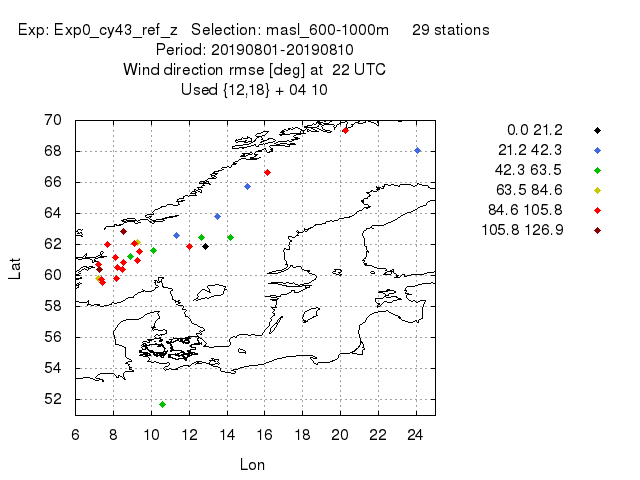 Exp: Exp0_cy43_ref_z   Selection: masl_600-1000m     29 stations
Period: 20190801-20190810
Wind direction rmse [deg] at  22 UTC
Used {12,18} + 04 10
70
68
66
64
62
60
58
56
54
52
Lat
6 8 10 12 14 16 18 20 22 24
Lon
0.0 21.2
21.2 42.3
42.3 63.5
63.5 84.6
84.6 105.8
105.8 126.9